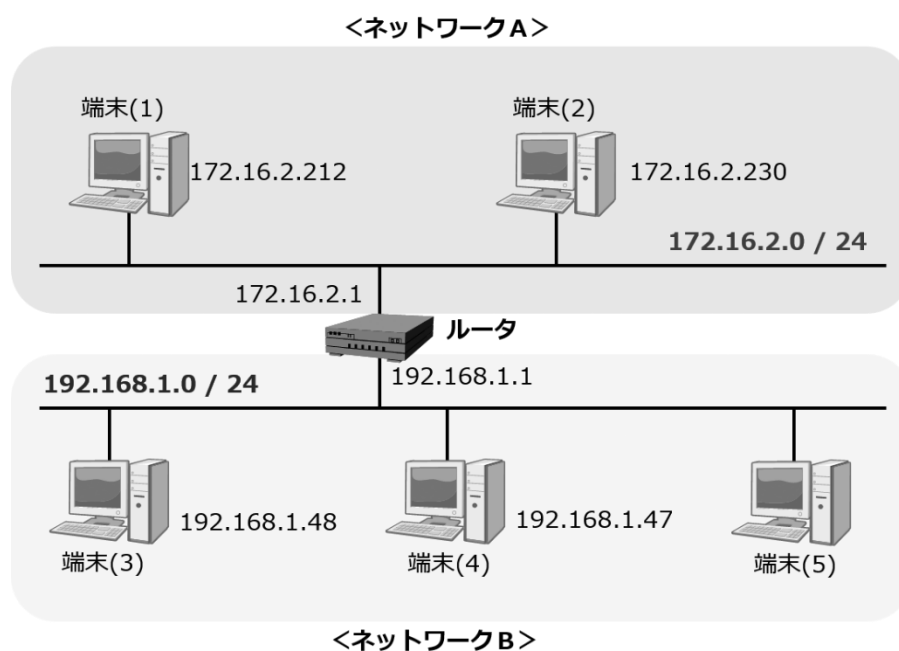 ＜ネットワークA＞
端末(1)
端末(2)
172.16.2.212
172.16.2.230
172.16.2.0 / 24
172.16.2.1
ルータ
192.168.1.0 / 24
192.168.1.1
192.168.1.48
192.168.1.47
端末(3)
端末(4)
端末(5)
＜ネットワークB＞